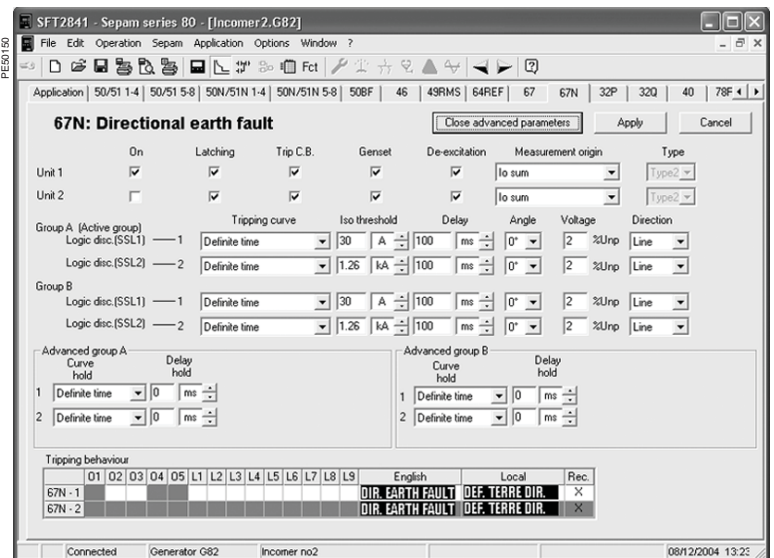 PE50150
SFT2841 - Sepam series 80 - [Incomer2.G82]
File Edit Operation Sepam Application Options Window ?
Fct
Application 50/51 1-4 50/51 5-8 50N/51N 1-4 50N/51N 5-8 50BF 46 49RMS 64REF 67 67N 32P 32Q 40 78F
67N: Directional earth fault Close advanced parameters Apply Cancel
On Latching Trip C.B. Genset De-excitation Measurement origin Type
Unit 1 Io sum Type2
Unit 2 Io sum Type2
Group A (Active group) Tripping curve Iso threshold Delay Angle Voltage Direction
Logic disc.(SSL1) 1 Definite time 30 A 100 ms 0° 2 %Unp Line
Logic disc.(SSL2) 2 Definite time 1.26 kA 100 ms 0° 2 %Unp Line
Group B
Logic disc.(SSL1) 1 Definite time 30 A 100 ms 0° 2 %Unp Line
Logic disc.(SSL2) 2 Definite time 1.26 kA 100 ms 0° 2 %Unp Line
Advanced group A
Curve hold Delay hold
1 Definite time 0 ms
2 Definite time 0 ms
Advanced group B
Curve hold Delay hold
1 Definite time 0 ms
2 Definite time 0 ms
Tripping behaviour
O1 O2 O3 O4 O5 L1 L2 L3 L4 L5 L6 L7 L8 L9 English Local Rec.
67N - 1 DIR. EARTH FAULT DEF. TERRE DIR. X
67N - 2 DIR. EARTH FAULT DEF. TERRE DIR. X
Connected Generator G82 Incomer no2 08/12/2004 13:23